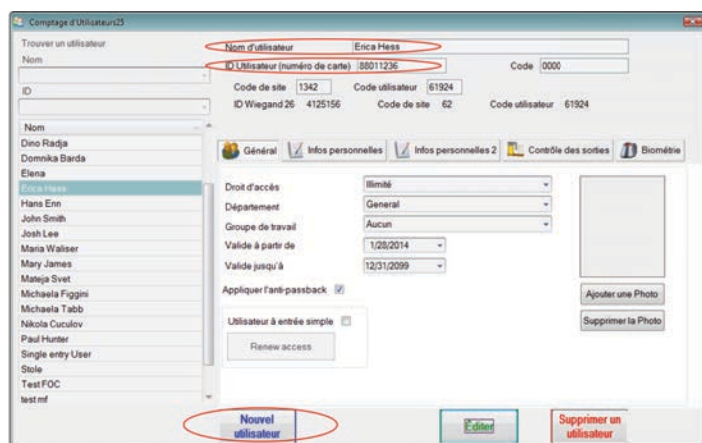 Comptage d'Utilisateurs25
Trouver un utilisateur
Nom
ID
Nom
Dino Radja
Domnika Barda
Elena
Erica Hess
Hans Enn
John Smith
Josh Lee
Maria Waliser
Mary James
Mateja Svet
Michaela Figgini
Michaela Tabb
Nikola Cuculov
Paul Hunter
Single entry User
Stole
Test FOC
test mf
Nom d'utilisateur Erica Hess
ID Utilisateur (numéro de carte) 88011236 Code 0000
Code de site 1342 Code utilisateur 61924
ID Wiegand 26 4125156 Code de site 62 Code utilisateur 61924
Général Infos personnelles Infos personnelles 2 Contrôle des sorties Biométrie
Droit d'accès Illimité
Département General
Groupe de travail Aucun
Valide à partir de 1/28/2014
Valide jusqu'à 12/31/2099
Appliquer l'anti-passback
Utilisateur à entrée simple
Renew access
Ajouter une Photo
Supprimer la Photo
Nouvel
utilisateur
Editer
Supprimer un
utilisateur